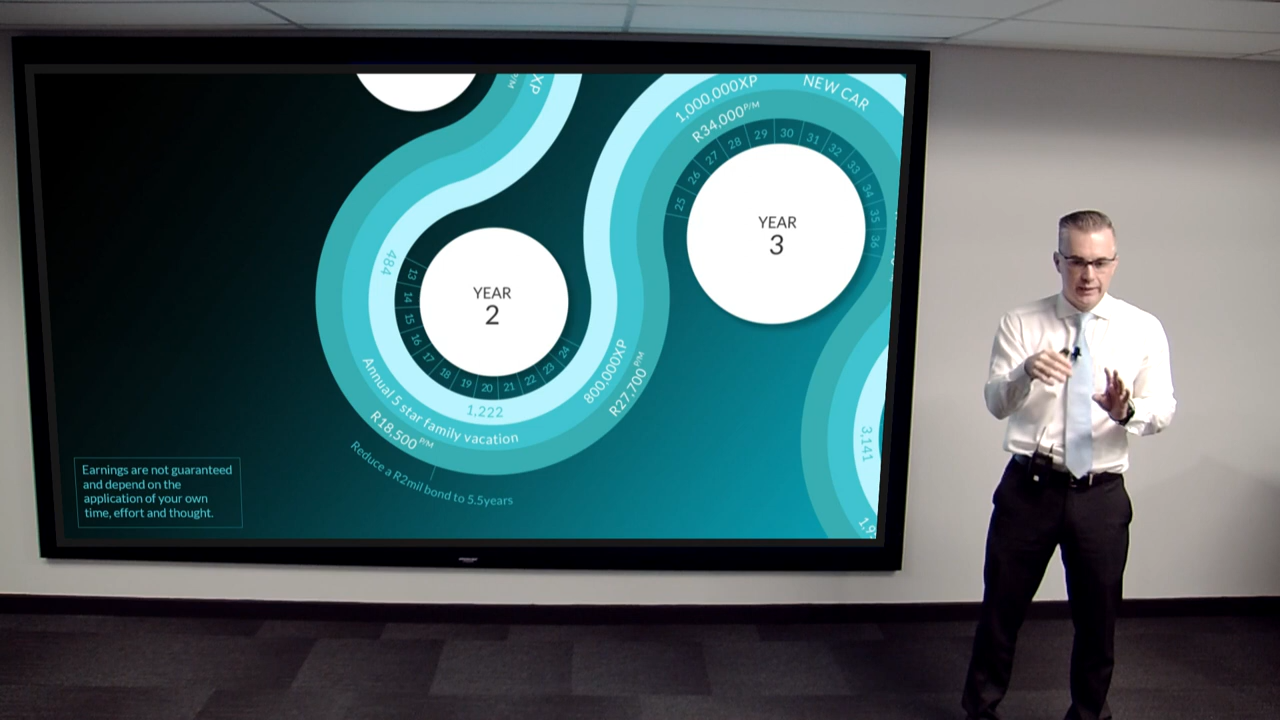 XP
P/M
1,000,000XP
NEW CAR
R34,000P/M
25 26 27 28 29 30 31 32 33 34 35 36
YEAR
3
484
13 14 15 16 17 18 19 20 21 22 23 24
YEAR
2
1,222
Annual 5 star family vacation
R18,500P/M
Reduce a R2mil bond to 5.5years
800,000XP
R27,700P/M
3,141
1,9
Earnings are not guaranteed
and depend on the
application of your own
time, effort and thought.